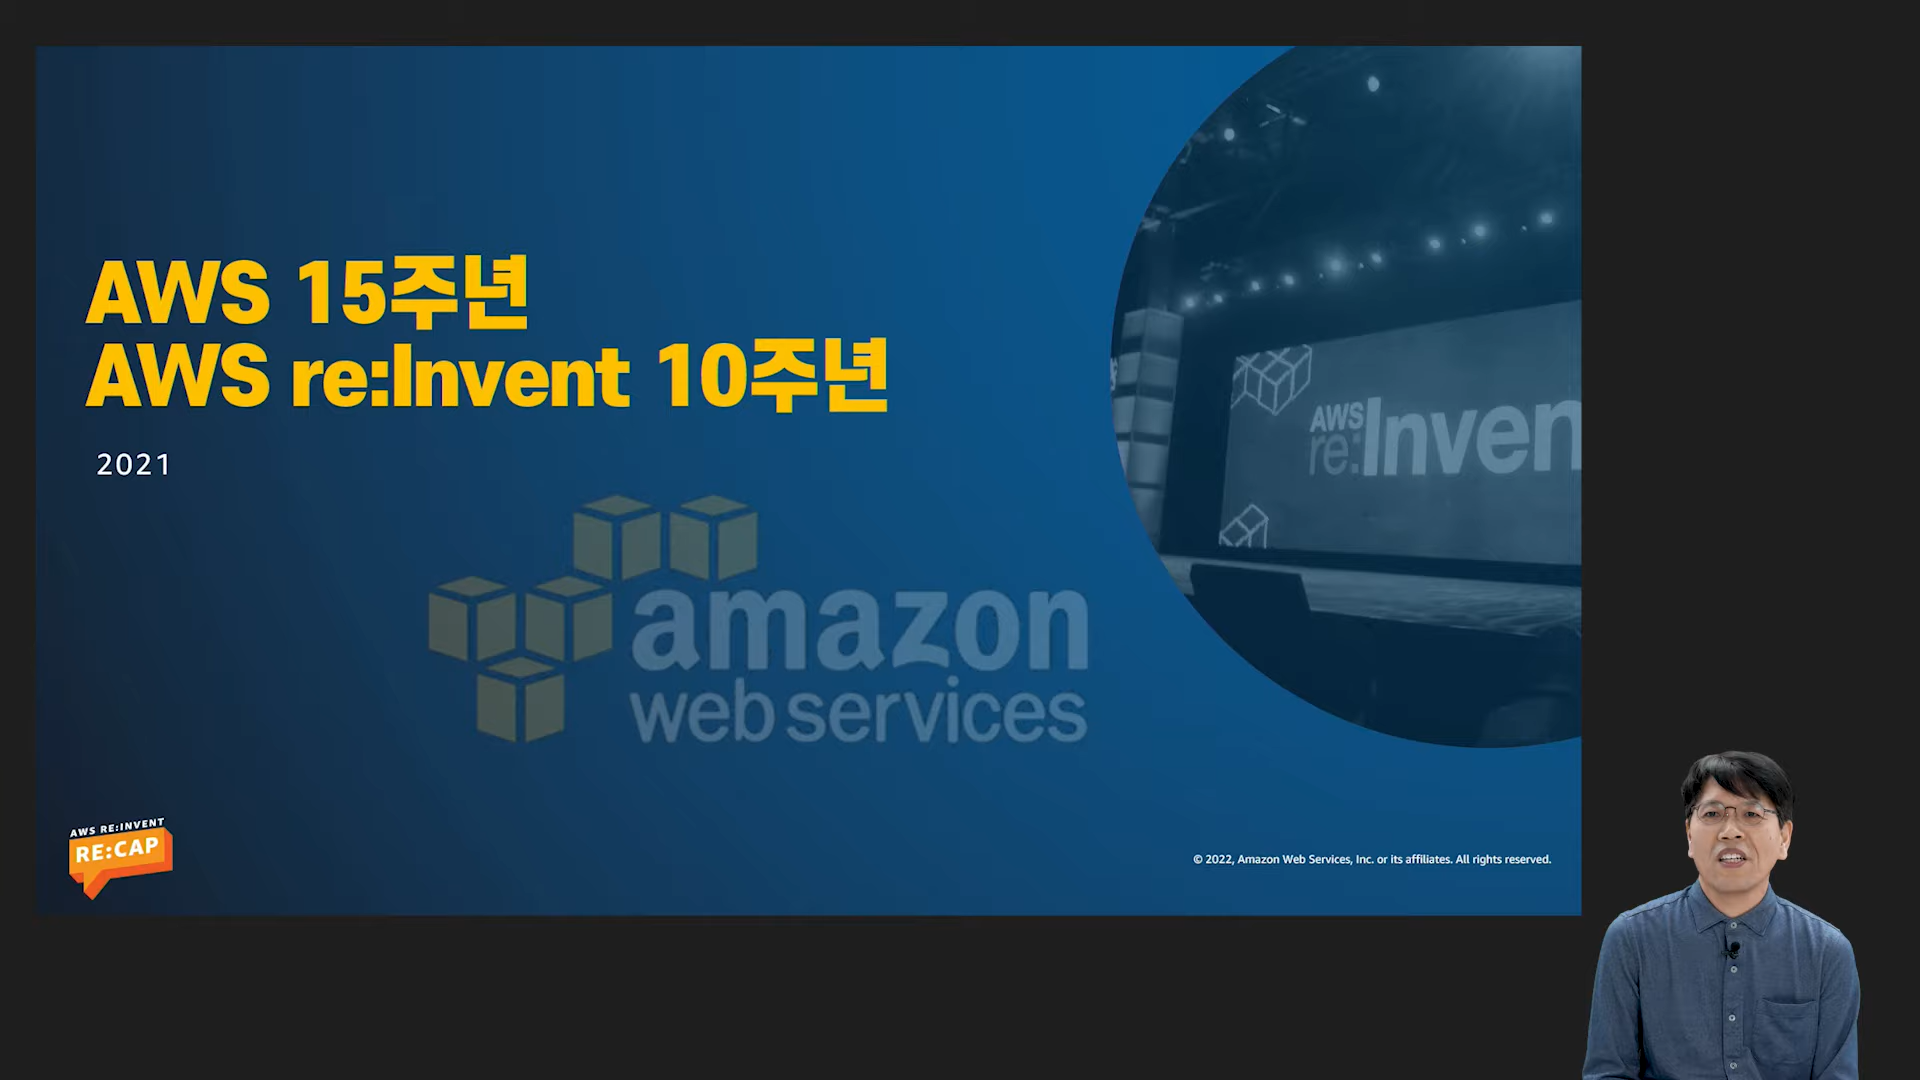 AWS 15주년
AWS re:Invent 10주년
2021
AWS
re:Inven
amazon
web services
AWS RE:INVENT
RE:CAP
© 2022, Amazon Web Services, Inc. or its affiliates. All rights reserved.